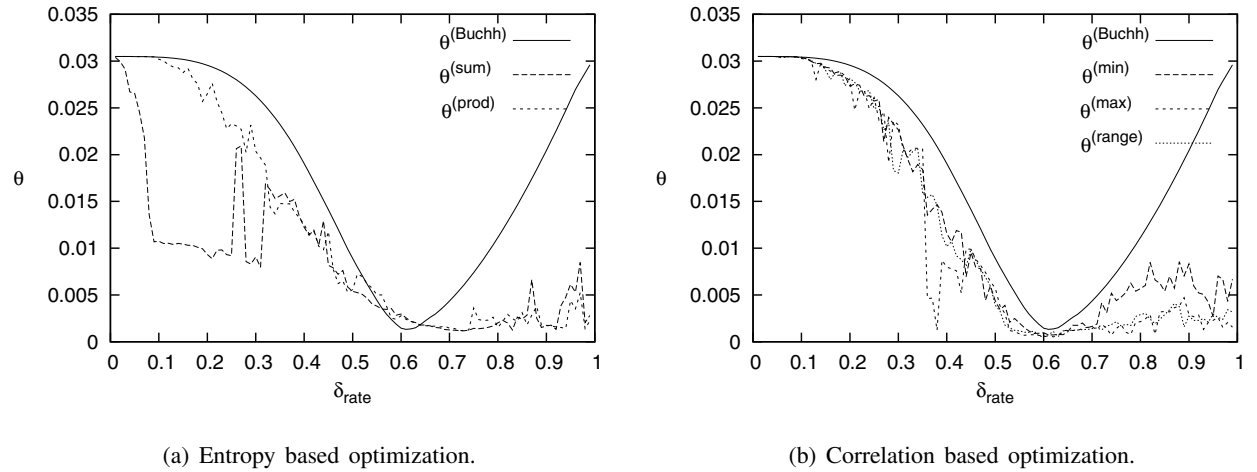 0.035
0.03
0.025
0.02
θ
0.015
0.01
0.005
0
0 0.1 0.2 0.3 0.4 0.5 0.6 0.7 0.8 0.9 1
δrate
θ(Buchh)
θ(sum)
θ(prod)
(a) Entropy based optimization.
0.035
0.03
0.025
0.02
θ
0.015
0.01
0.005
0
0 0.1 0.2 0.3 0.4 0.5 0.6 0.7 0.8 0.9 1
δrate
θ(Buchh)
θ(min)
θ(max)
θ(range)
(b) Correlation based optimization.